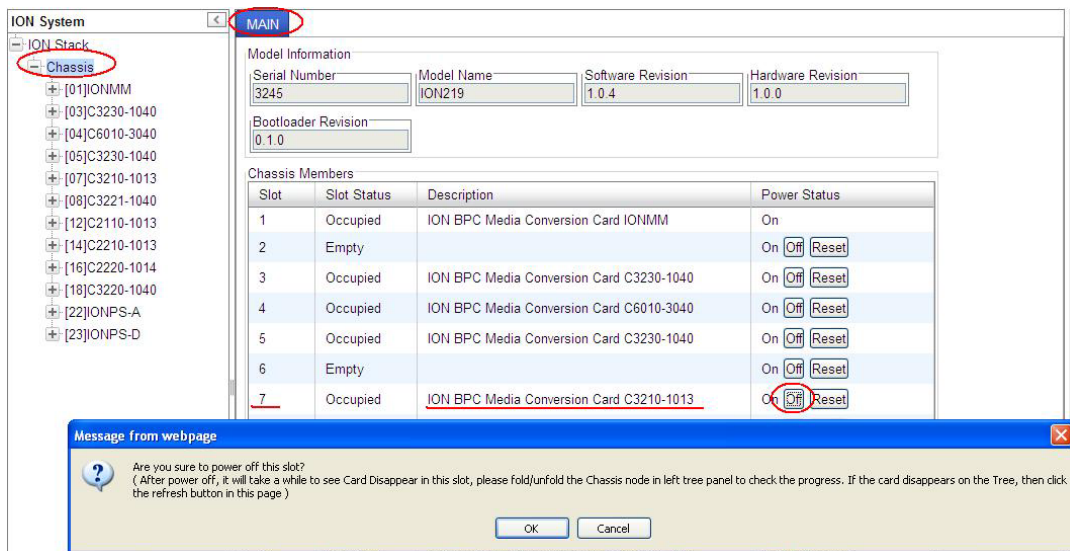 ION System
<
ION Stack
Chassis
[01]IONMM
[03]C3230-1040
[04]C6010-3040
[05]C3230-1040
[07]C3210-1013
[08]C3221-1040
[12]C2110-1013
[14]C2210-1013
[16]C2220-1014
[18]C3220-1040
[22]IONPS-A
[23]IONPS-D
MAIN
Model Information
Serial Number Model Name Software Revision Hardware Revision
3245 ION219 1.0.4 1.0.0
Bootloader Revision
0.1.0
Chassis Members
Slot Slot Status Description Power Status
1 Occupied ION BPC Media Conversion Card IONMM On
2 Empty On Off Reset
3 Occupied ION BPC Media Conversion Card C3230-1040 On Off Reset
4 Occupied ION BPC Media Conversion Card C6010-3040 On Off Reset
5 Occupied ION BPC Media Conversion Card C3230-1040 On Off Reset
6 Empty On Off Reset
7 Occupied ION BPC Media Conversion Card C3210-1013 On Off Reset
Message from webpage
Are you sure to power off this slot?
( After power off, it will take a while to see Card Disappear in this slot, please fold/unfold the Chassis node in left tree panel to check the progress. If the card disappears on the Tree, then click
the refresh button in this page )
OK Cancel